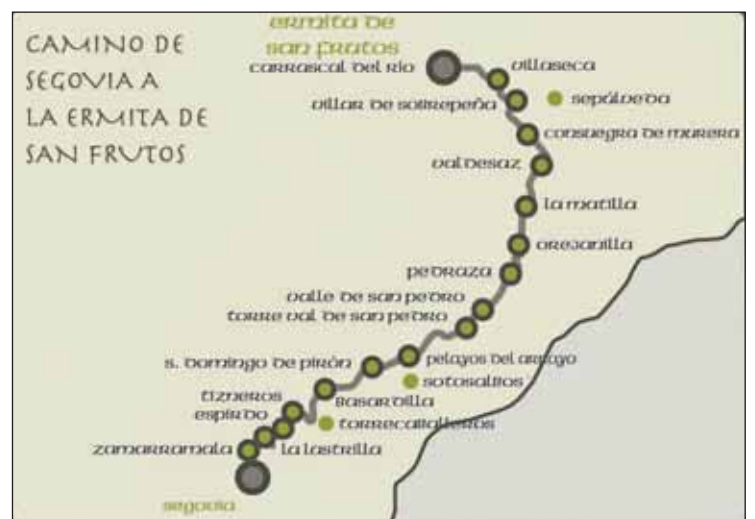 CAMINO DE
SEGOVIA A
LA ERMITA DE
SAN FRUTOS
ermita de
san frutos
carrascal del río
villaseca
villar de sobrepeña
sepúlveda
consuegra de murera
valdesaz
la matilla
orejanilla
pedraza
valle de san pedro
torre val de san pedro
s. domingo de pirón
pelayos del arroyo
sotosalbos
basardilla
tizneros
espirdo
torrecaballeros
zamarramala
la lastrilla
segovia